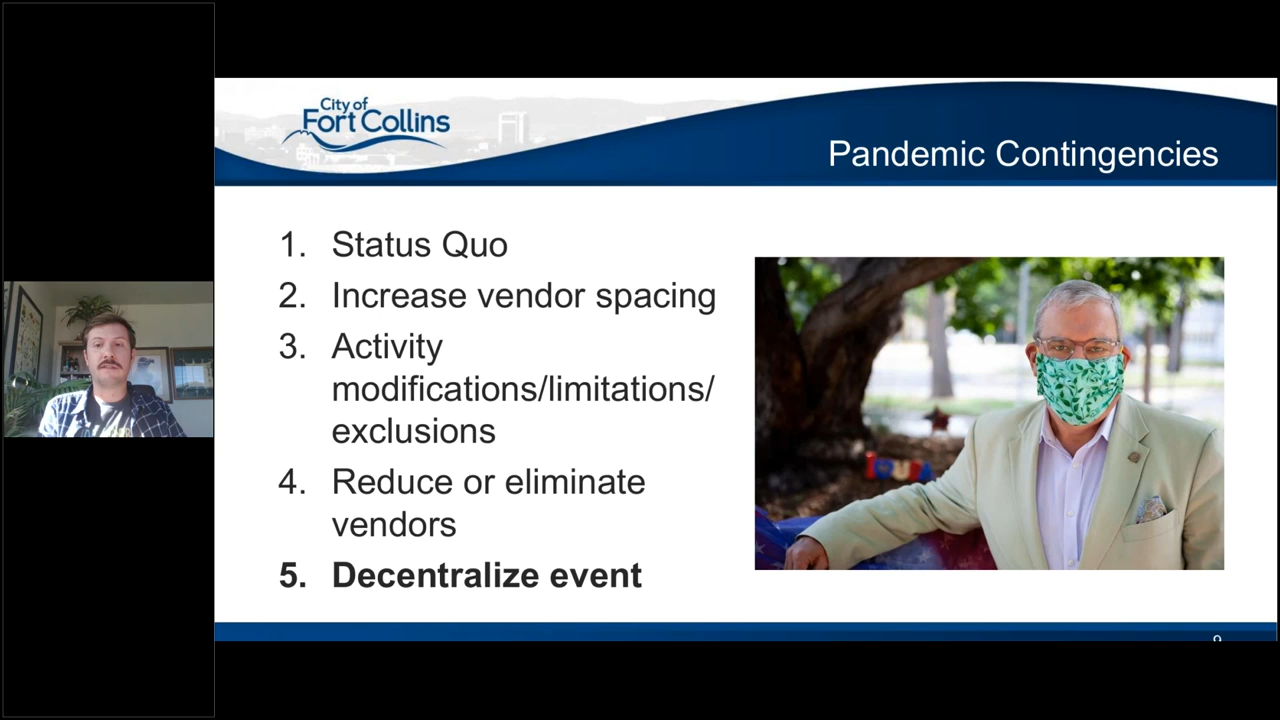 City of
Fort Collins
Pandemic Contingencies
1. Status Quo
2. Increase vendor spacing
3. Activity
modifications/limitations/
exclusions
4. Reduce or eliminate
vendors
5. Decentralize event